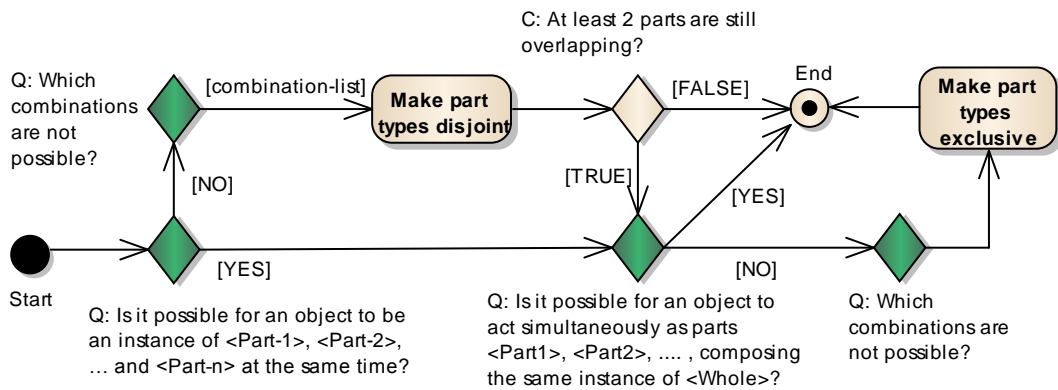 C: At least 2 parts are still
overlapping?
Q: Which
combinations
are not
possible?
[combination-list]
Make part
types disjoint
[FALSE]
End
Make part
types
exclusive
[NO]
[TRUE]
[YES]
Start
[YES]
[NO]
Q: Is it possible for an object to be
an instance of <Part-1>, <Part-2>,
... and <Part-n> at the same time?
Q: Is it possible for an object to
act simultaneously as parts
<Part1>, <Part2>, .... , composing
the same instance of <Whole>?
Q: Which
combinations are
not possible?